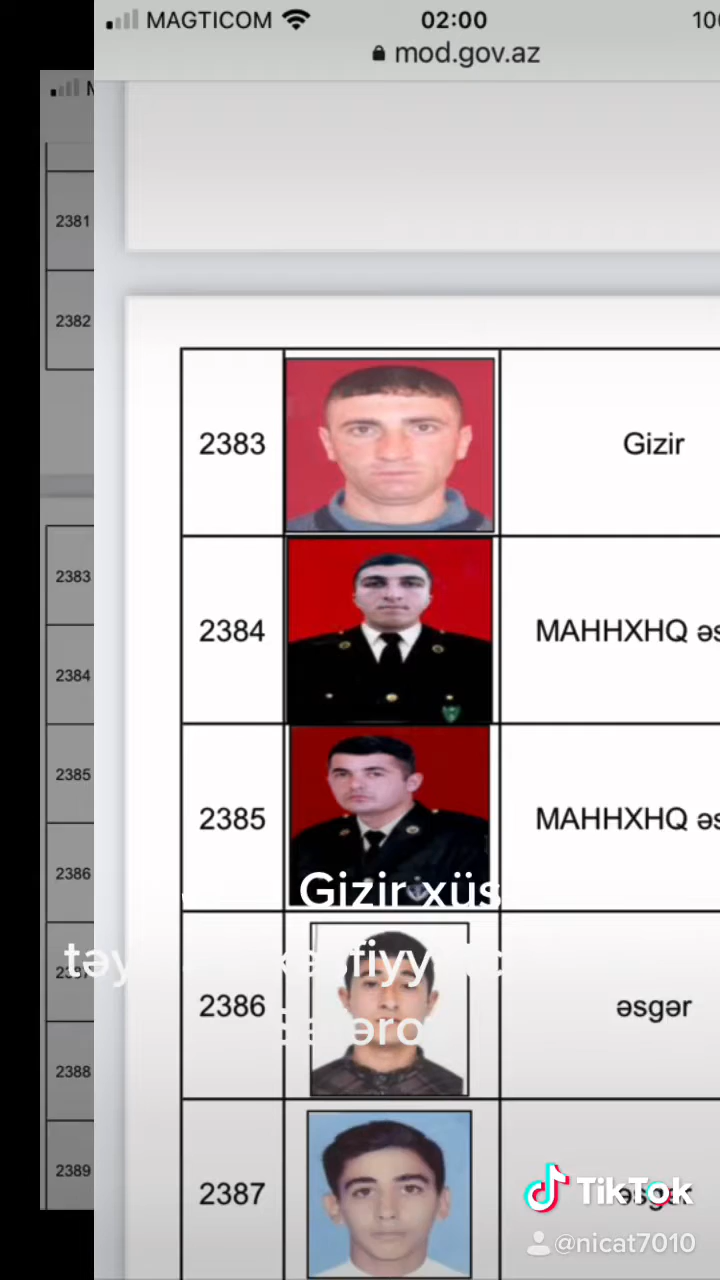 MAGTICOM 02:00
mod.gov.az
2381
2382
2383
2384
2385
2386
2388
2389
2383 Gizir
2384 MAHHXHQ
2385 MAHHXHQ
Gizir
2386 əsgər
2387
TikTok
@nicat7010